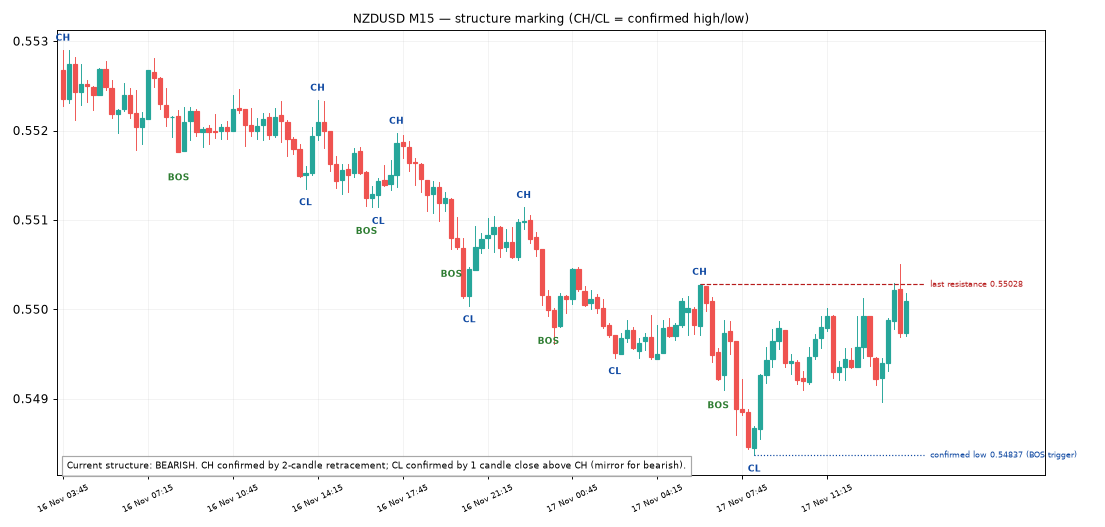 NZDUSD M15 — structure marking (CH/CL = confirmed high/low)
0.553
CH
CH
0.552
CH
BOS
CL
CH
0.551
CL
BOS
CH
BOS
last resistance 0.55028
0.550
CL
BOS
CL
0.549
BOS
confirmed low 0.54837 (BOS trigger)
Current structure: BEARISH. CH confirmed by 2-candle retracement; CL confirmed by 1 candle close above CH (mirror for bearish).
CL
16 Nov 03:45
16 Nov 07:15
16 Nov 10:45
16 Nov 14:15
16 Nov 17:45
16 Nov 21:15
17 Nov 00:45
17 Nov 04:15
17 Nov 07:45
17 Nov 11:15